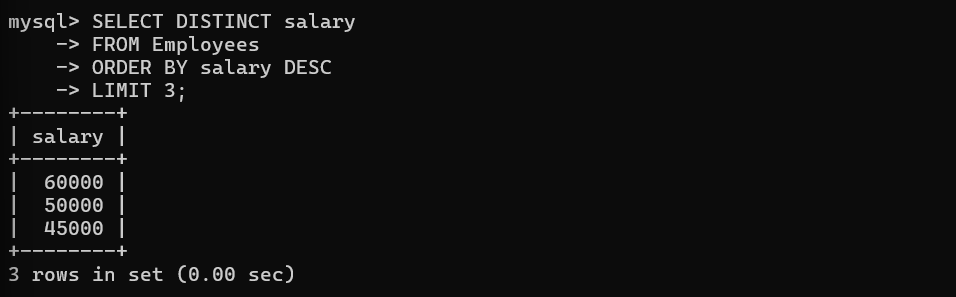 mysql> SELECT DISTINCT salary
    -> FROM Employees
    -> ORDER BY salary DESC
    -> LIMIT 3;
+--------+
| salary |
+--------+
|  60000 |
|  50000 |
|  45000 |
+--------+
3 rows in set (0.00 sec)